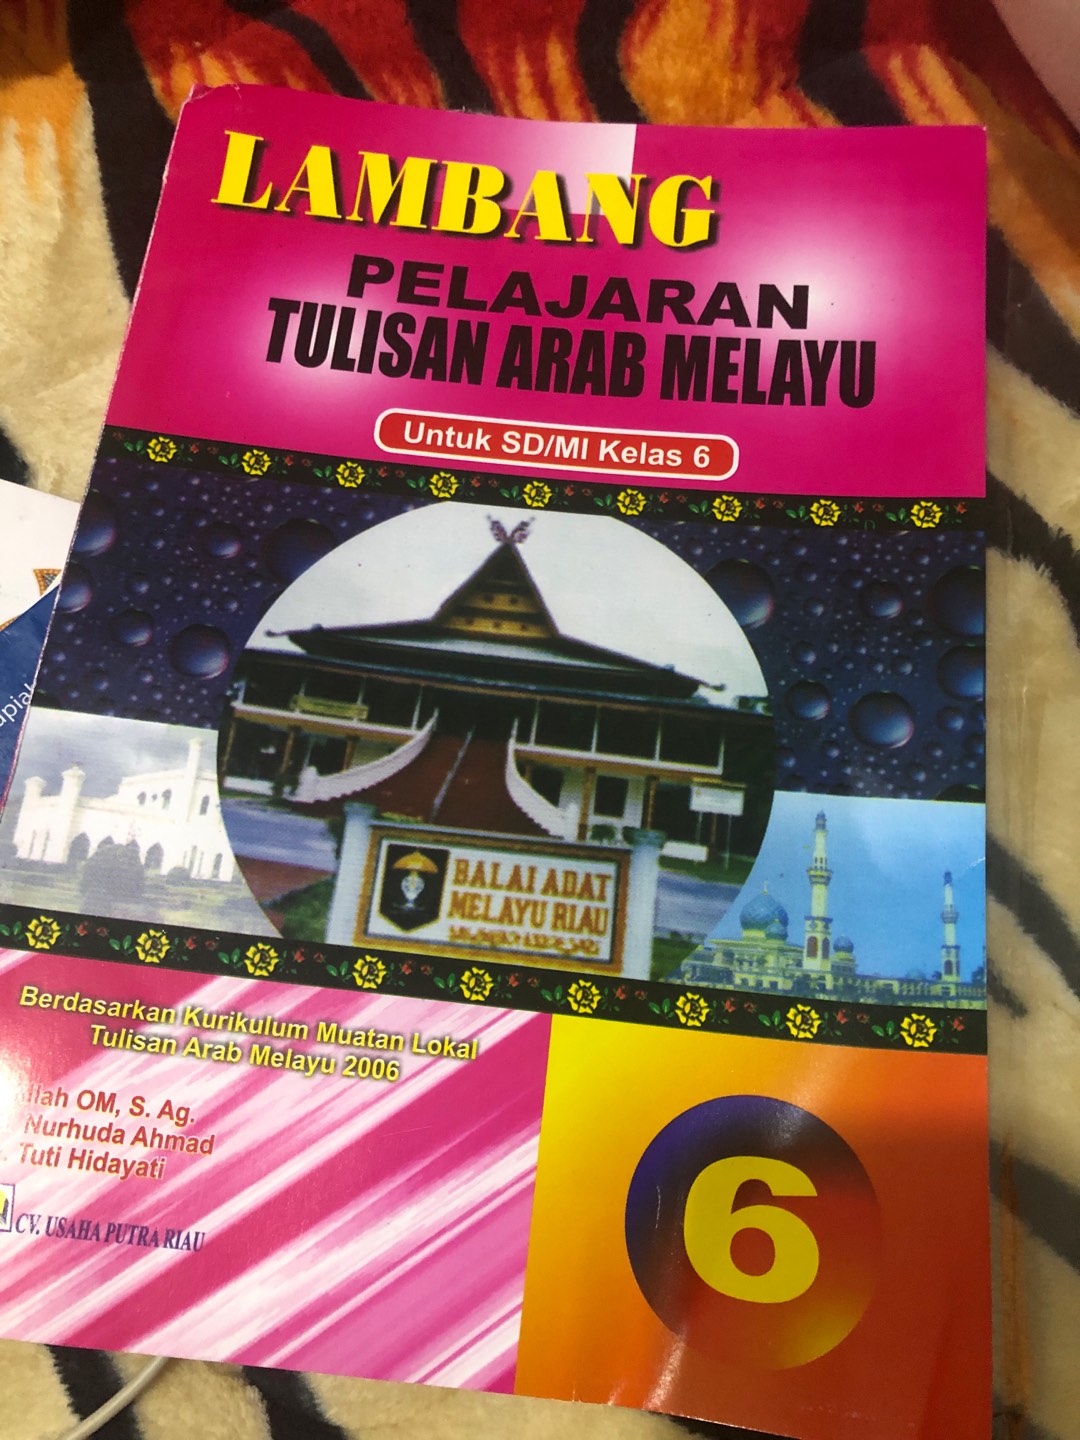 LAMBANG
PELAJARAN
TULISAN ARAB MELAYU
Untuk SD/MI Kelas 6
BALAI ADAT
MELAYU RIAU
Berdasarkan Kurikulum Muatan Lokal
Tulisan Arab Melayu 2006
OM, S. Ag.
Nurhuda Ahmad
Tuti Hidayati
CV. USAHA PUTRA RIAU
6